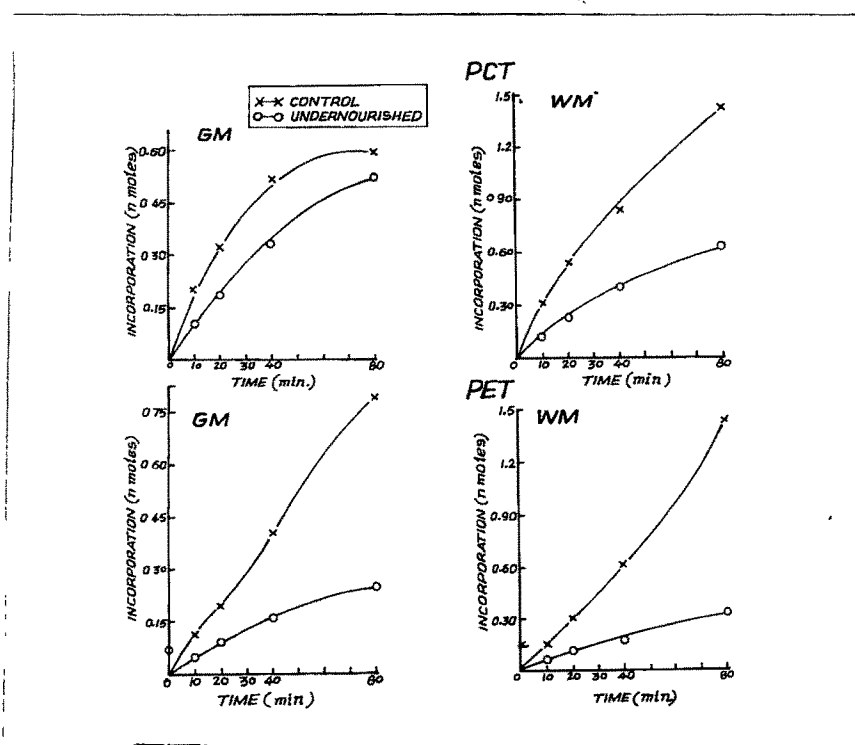 PCT
x-x CONTROL
o-o UNDERNOURISHED
GM
INCORPORATION (n moles)
0.60
0.45
0.30
0.15
0 10 20 30 40 80
TIME (min.)
WM
INCORPORATION (n moles)
1.5
1.2
0.90
0.60
0.30
0 10 20 30 40 80
TIME (min.)
PET
GM
INCORPORATION (n moles)
0.75
0.60
0.45
0.30
0.15
0 10 20 30 40 80
TIME (min)
WM
INCORPORATION (n moles)
1.5
1.2
0.90
0.60
0.30
0 10 20 30 40 80
TIME (min)